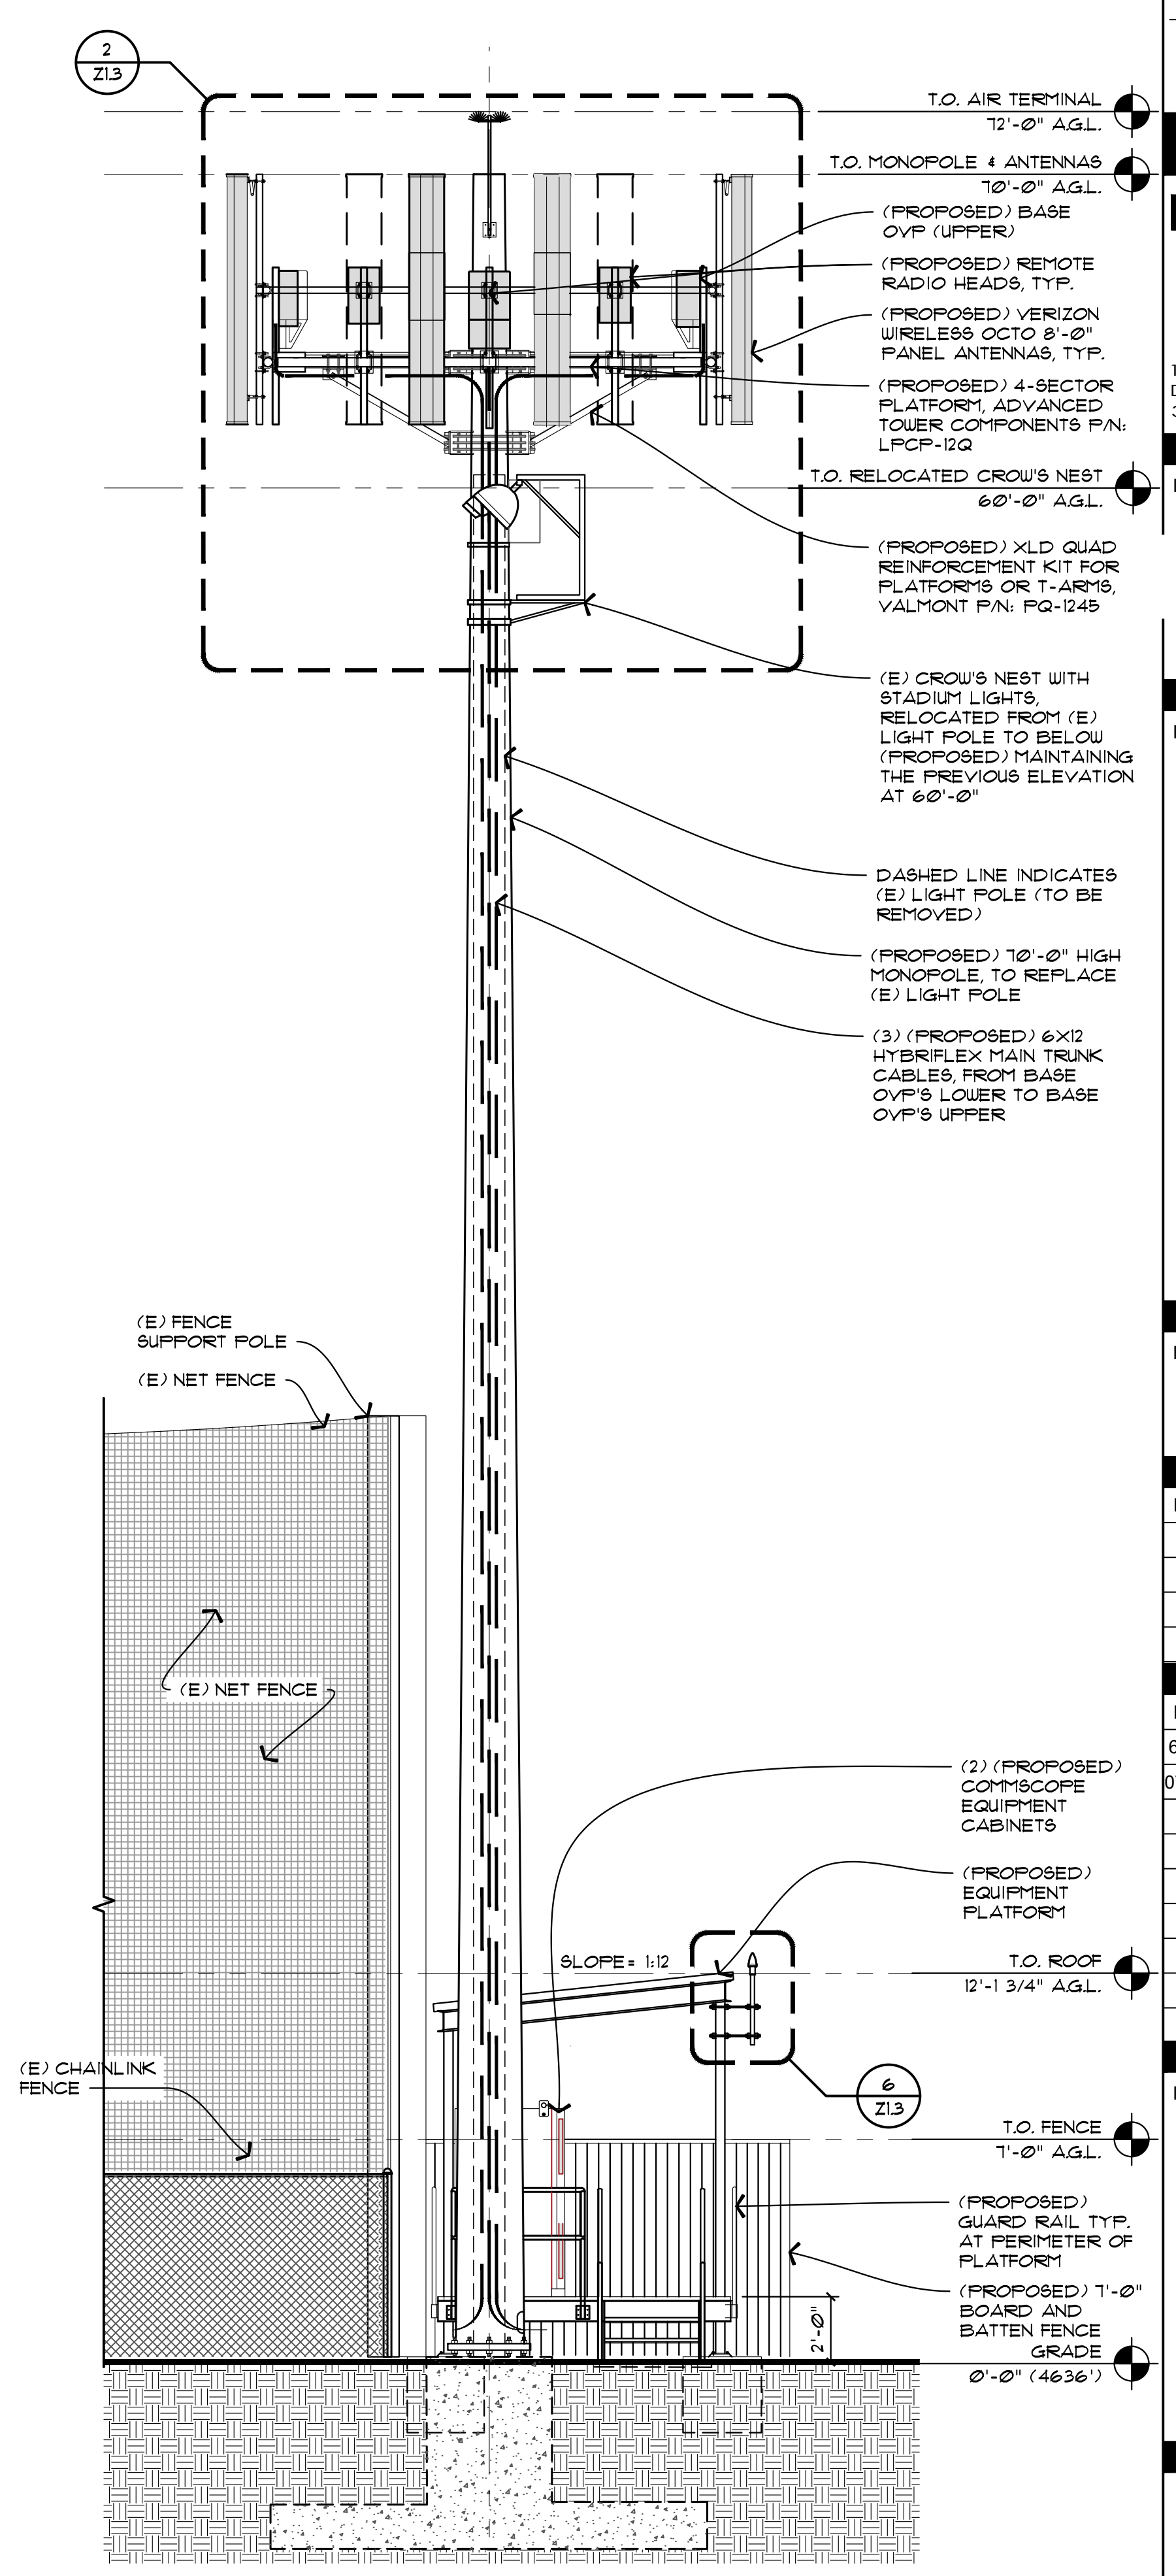 2
Z1.3
T.O. AIR TERMINAL
72'-0" A.G.L.
T.O. MONOPOLE & ANTENNAS
70'-0" A.G.L.
(PROPOSED) BASE
OVP (UPPER)
(PROPOSED) REMOTE
RADIO HEADS, TYP.
(PROPOSED) VERIZON
WIRELESS OCTO 8'-0"
PANEL ANTENNAS, TYP.
(PROPOSED) 4-SECTOR
PLATFORM, ADVANCED
TOWER COMPONENTS P/N:
LPCP-12Q
T.O. RELOCATED CROW'S NEST
60'-0" A.G.L.
(PROPOSED) XLD QUAD
REINFORCEMENT KIT FOR
PLATFORMS OR T-ARMS,
VALMONT P/N: PQ-1245
(E) CROW'S NEST WITH
STADIUM LIGHTS,
RELOCATED FROM (E)
LIGHT POLE TO BELOW
(PROPOSED) MAINTAINING
THE PREVIOUS ELEVATION
AT 60'-0"
DASHED LINE INDICATES
(E) LIGHT POLE (TO BE
REMOVED)
(PROPOSED) 70'-0" HIGH
MONOPOLE, TO REPLACE
(E) LIGHT POLE
(3) (PROPOSED) 6X12
HYBRIFLEX MAIN TRUNK
CABLES, FROM BASE
OVP'S LOWER TO BASE
OVP'S UPPER
(E) FENCE
SUPPORT POLE
(E) NET FENCE
(E) NET FENCE
(2) (PROPOSED)
COMMSCOPE
EQUIPMENT
CABINETS
(PROPOSED)
EQUIPMENT
PLATFORM
SLOPE= 1:12
T.O. ROOF
12'-1 3/4" A.G.L.
(E) CHAINLINK
FENCE
6
Z1.3
T.O. FENCE
7'-0" A.G.L.
(PROPOSED)
GUARD RAIL TYP.
AT PERIMETER OF
PLATFORM
(PROPOSED) 7'-0"
BOARD AND
BATTEN FENCE
2'-0"
GRADE
0'-0" (4636')